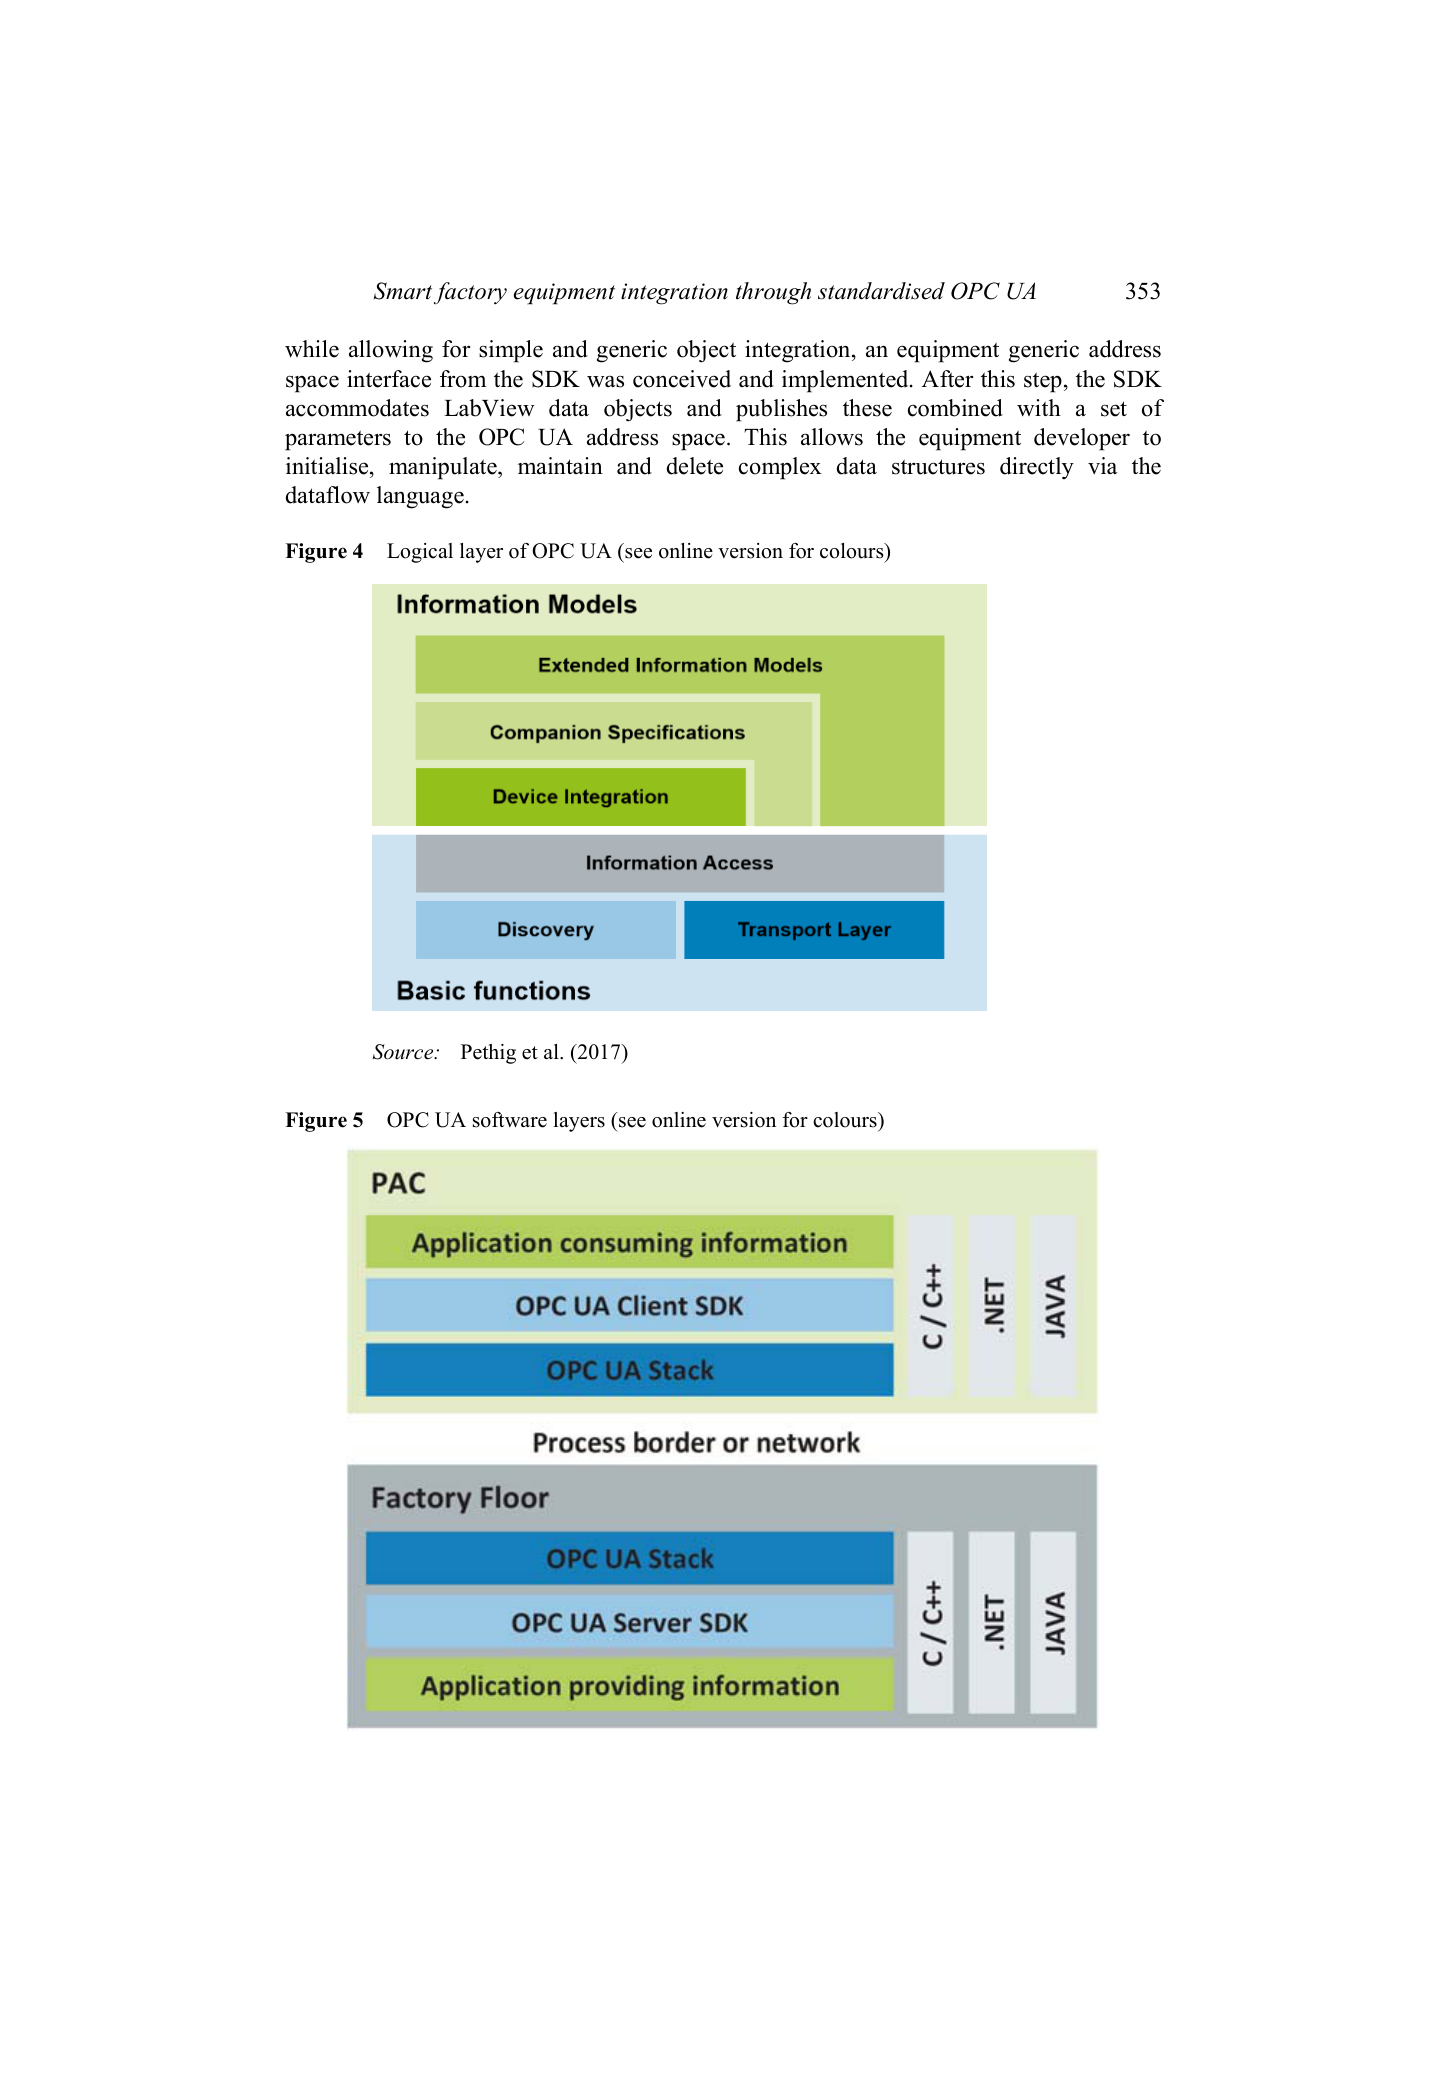 Smart factory equipment integration through standardised OPC UA 353
while allowing for simple and generic object integration, an equipment generic address
space interface from the SDK was conceived and implemented. After this step, the SDK
accommodates LabView data objects and publishes these combined with a set of
parameters to the OPC UA address space. This allows the equipment developer to
initialise, manipulate, maintain and delete complex data structures directly via the
dataflow language.
Figure 4 Logical layer of OPC UA (see online version for colours)
Information Models
Extended Information Models
Companion Specifications
Device Integration
Information Access
Discovery
Transport Layer
Basic functions
Source: Pethig et al. (2017)
Figure 5 OPC UA software layers (see online version for colours)
PAC
Application consuming information
OPC UA Client SDK
OPC UA Stack
C / C++
.NET
JAVA
Process border or network
Factory Floor
OPC UA Stack
OPC UA Server SDK
Application providing information
C / C++
.NET
JAVA